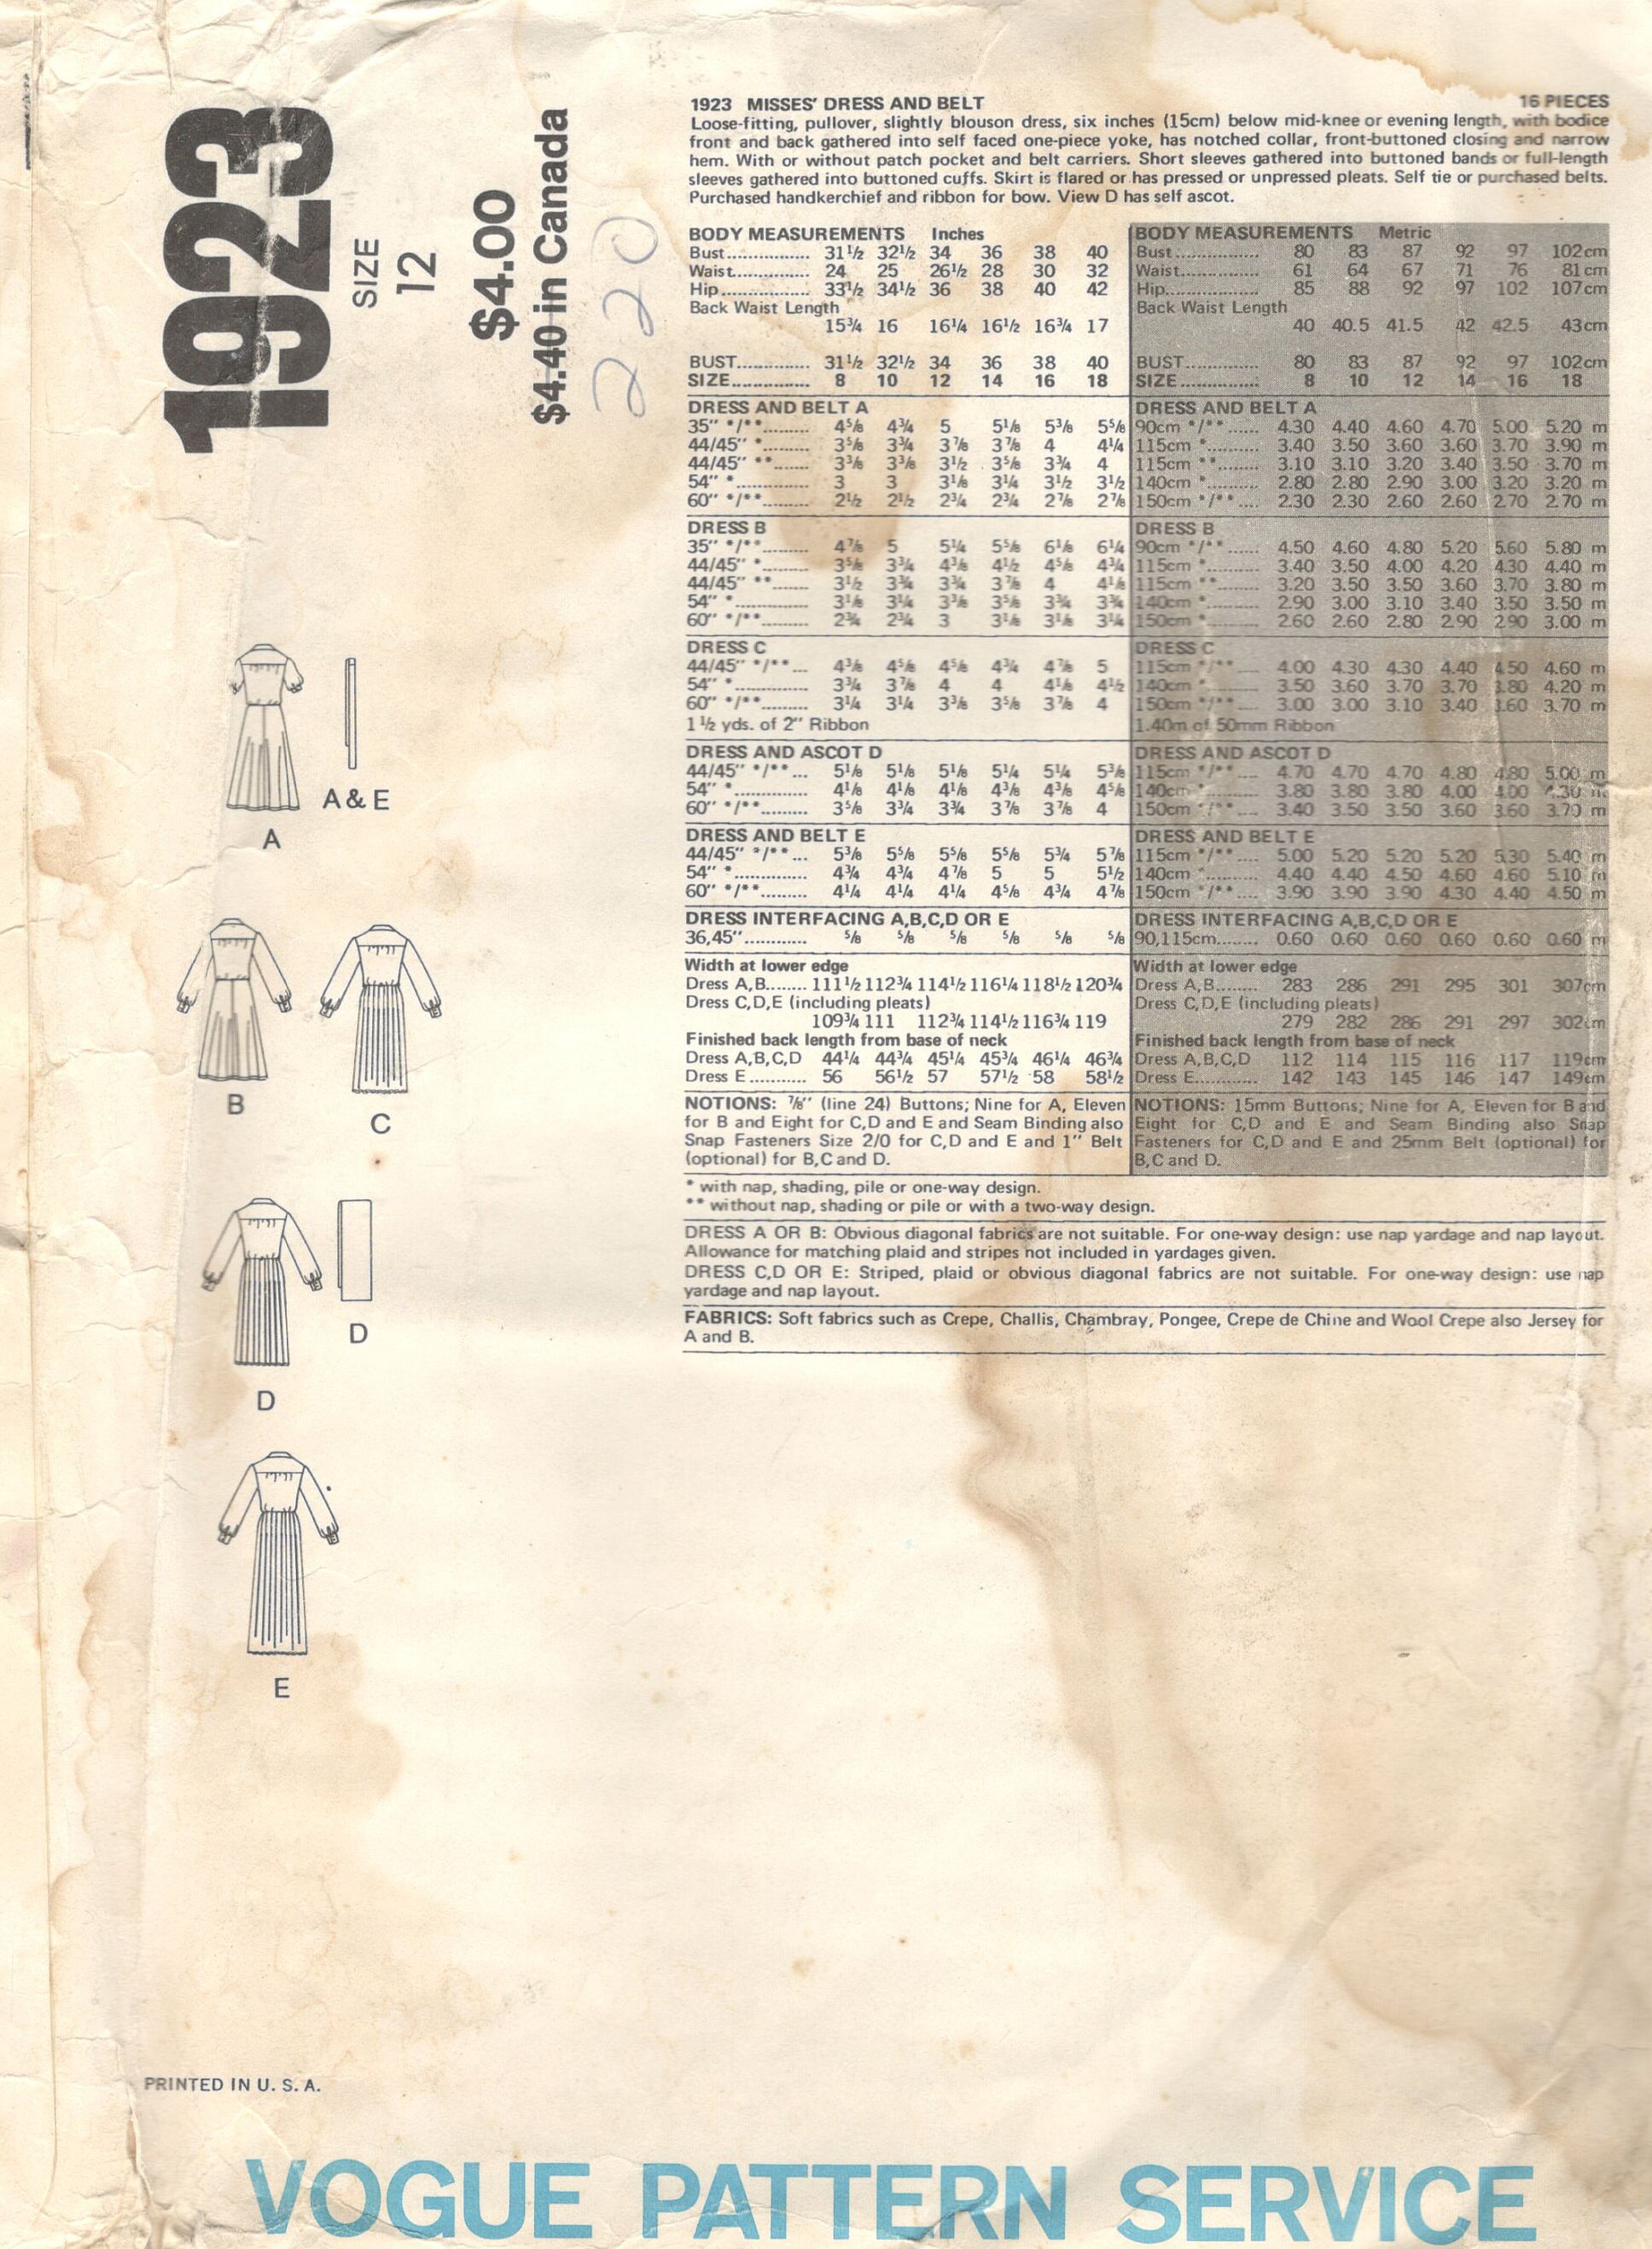 1923
SIZE
12
$4.00
$4.40 in Canada
220
1923 MISSES' DRESS AND BELT 16 PIECES
Loose-fitting, pullover, slightly blouson dress, six inches (15cm) below mid-knee or evening length, with bodice
front and back gathered into self faced one-piece yoke, has notched collar, front-buttoned closing and narrow
hem. With or without patch pocket and belt carriers. Short sleeves gathered into buttoned bands or full-length
sleeves gathered into buttoned cuffs. Skirt is flared or has pressed or unpressed pleats. Self tie or purchased belts.
Purchased handkerchief and ribbon for bow. View D has self ascot.
BODY MEASUREMENTS Inches
Bust................ 31½ 32½ 34 36 38 40
Waist............... 24 25 26½ 28 30 32
Hip................. 33½ 34½ 36 38 40 42
Back Waist Length
15¾ 16 16¼ 16½ 16¾ 17
BUST.............. 31½ 32½ 34 36 38 40
SIZE............... 8 10 12 14 16 18
DRESS AND BELT A
35" */**......... 4⅝ 4¾ 5 5⅛ 5⅜ 5⅝
44/45" *......... 3⅝ 3¾ 3⅞ 3⅞ 4 4¼
44/45" **....... 3⅜ 3⅜ 3½ 3⅝ 3¾ 4
54" *.............. 3 3 3⅛ 3¼ 3½ 3½
60" */**......... 2½ 2½ 2¾ 2¾ 2⅞ 2⅞
DRESS B
35" */**......... 4⅞ 5 5¼ 5⅝ 6⅛ 6¼
44/45" *......... 3⅝ 3¾ 4⅜ 4½ 4⅝ 4¾
44/45" **....... 3½ 3¾ 3¾ 3⅞ 4 4⅛
54" *.............. 3⅛ 3¼ 3⅜ 3⅝ 3¾ 3¾
60" */**......... 2¾ 2¾ 3 3⅛ 3⅛ 3¼
DRESS C
44/45" */**... 4⅜ 4⅝ 4⅝ 4¾ 4⅞ 5
54" *.............. 3¾ 3⅞ 4 4 4⅛ 4½
60" */**......... 3¼ 3¼ 3⅜ 3⅝ 3⅞ 4
1½ yds. of 2" Ribbon
DRESS AND ASCOT D
44/45" */**... 5⅛ 5⅛ 5⅛ 5¼ 5¼ 5⅜
54" *.............. 4⅛ 4⅛ 4⅛ 4⅜ 4⅜ 4⅝
60" */**......... 3⅝ 3¾ 3¾ 3⅞ 3⅞ 4
DRESS AND BELT E
44/45" */**... 5⅜ 5⅝ 5⅝ 5⅝ 5¾ 5⅞
54" *.............. 4¾ 4¾ 4⅞ 5 5 5½
60" */**......... 4¼ 4¼ 4¼ 4⅝ 4¾ 4⅞
DRESS INTERFACING A,B,C,D OR E
36,45"............ ⅝ ⅝ ⅝ ⅝ ⅝ ⅝
Width at lower edge
Dress A,B........ 111½ 112¾ 114½ 116¼ 118½ 120¾
Dress C,D,E (including pleats)
109¾ 111 112¾ 114½ 116¾ 119
Finished back length from base of neck
Dress A,B,C,D 44¼ 44¾ 45¼ 45¾ 46¼ 46¾
Dress E........... 56 56½ 57 57½ 58 58½
NOTIONS: ⅞" (line 24) Buttons; Nine for A, Eleven
for B and Eight for C,D and E and Seam Binding also
Snap Fasteners Size 2/0 for C,D and E and 1" Belt
(optional) for B,C and D.
BODY MEASUREMENTS Metric
Bust................ 80 83 87 92 97 102cm
Waist............... 61 64 67 71 76 81cm
Hip................. 85 88 92 97 102 107cm
Back Waist Length
40 40.5 41.5 42 42.5 43cm
BUST.............. 80 83 87 92 97 102cm
SIZE............... 8 10 12 14 16 18
DRESS AND BELT A
90cm */**...... 4.30 4.40 4.60 4.70 5.00 5.20 m
115cm *.......... 3.40 3.50 3.60 3.60 3.70 3.90 m
115cm **........ 3.10 3.10 3.20 3.40 3.50 3.70 m
140cm *.......... 2.80 2.80 2.90 3.00 3.20 3.20 m
150cm */**.... 2.30 2.30 2.60 2.60 2.70 2.70 m
DRESS B
90cm */**...... 4.50 4.60 4.80 5.20 5.60 5.80 m
115cm *.......... 3.40 3.50 4.00 4.20 4.30 4.40 m
115cm **........ 3.20 3.50 3.50 3.60 3.70 3.80 m
140cm *.......... 2.90 3.00 3.10 3.40 3.50 3.50 m
150cm *.......... 2.60 2.60 2.80 2.90 2.90 3.00 m
DRESS C
115cm */**.... 4.00 4.30 4.30 4.40 4.50 4.60 m
140cm *.......... 3.50 3.60 3.70 3.70 3.80 4.20 m
150cm */**.... 3.00 3.00 3.10 3.40 3.60 3.70 m
1.40m of 50mm Ribbon
DRESS AND ASCOT D
115cm */**.... 4.70 4.70 4.70 4.80 4.80 5.00 m
140cm *.......... 3.80 3.80 3.80 4.00 4.00 4.30 m
150cm */**.... 3.40 3.50 3.50 3.60 3.60 3.70 m
DRESS AND BELT E
115cm */**.... 5.00 5.20 5.20 5.20 5.30 5.40 m
140cm *.......... 4.40 4.40 4.50 4.60 4.60 5.10 m
150cm */**.... 3.90 3.90 3.90 4.30 4.40 4.50 m
DRESS INTERFACING A,B,C,D OR E
90,115cm........ 0.60 0.60 0.60 0.60 0.60 0.60 m
Width at lower edge
Dress A,B........ 283 286 291 295 301 307cm
Dress C,D,E (including pleats)
279 282 286 291 297 302cm
Finished back length from base of neck
Dress A,B,C,D 112 114 115 116 117 119cm
Dress E............ 142 143 145 146 147 149cm
NOTIONS: 15mm Buttons; Nine for A, Eleven for B and
Eight for C,D and E and Seam Binding also Snap
Fasteners for C,D and E and 25mm Belt (optional) for
B,C and D.
* with nap, shading, pile or one-way design.
** without nap, shading or pile or with a two-way design.
DRESS A OR B: Obvious diagonal fabrics are not suitable. For one-way design: use nap yardage and nap layout.
Allowance for matching plaid and stripes not included in yardages given.
DRESS C,D OR E: Striped, plaid or obvious diagonal fabrics are not suitable. For one-way design: use nap
yardage and nap layout.
FABRICS: Soft fabrics such as Crepe, Challis, Chambray, Pongee, Crepe de Chine and Wool Crepe also Jersey for
A and B.
A & E
A
B
C
D
D
E
PRINTED IN U. S. A.
VOGUE PATTERN SERVICE